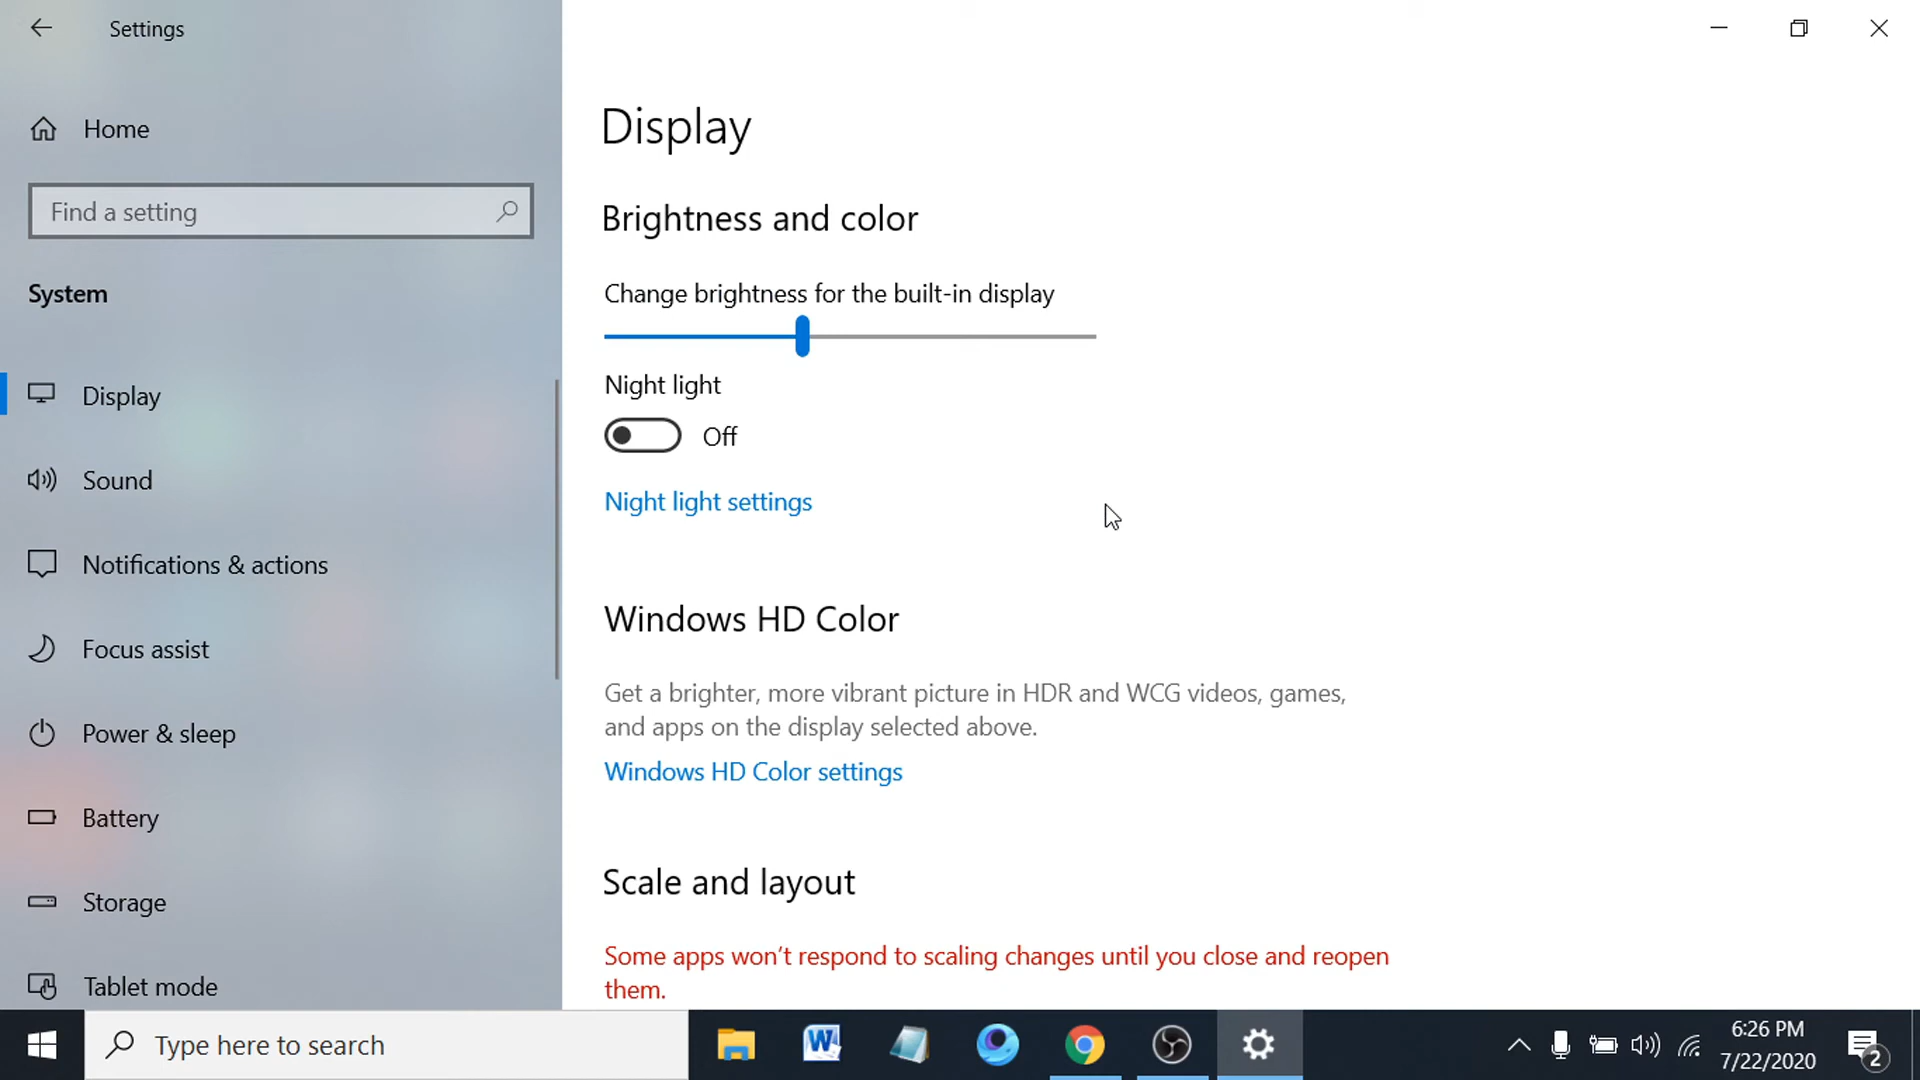 Settings
Home
Find a setting
System
Display
Sound
Notifications & actions
Focus assist
Power & sleep
Battery
Storage
Tablet mode
Display
Brightness and color
Change brightness for the built-in display
Night light
Off
Night light settings
Windows HD Color
Get a brighter, more vibrant picture in HDR and WCG videos, games,
and apps on the display selected above.
Windows HD Color settings
Scale and layout
Some apps won’t respond to scaling changes until you close and reopen
them.
Type here to search
W
6:26 PM
7/22/2020
2